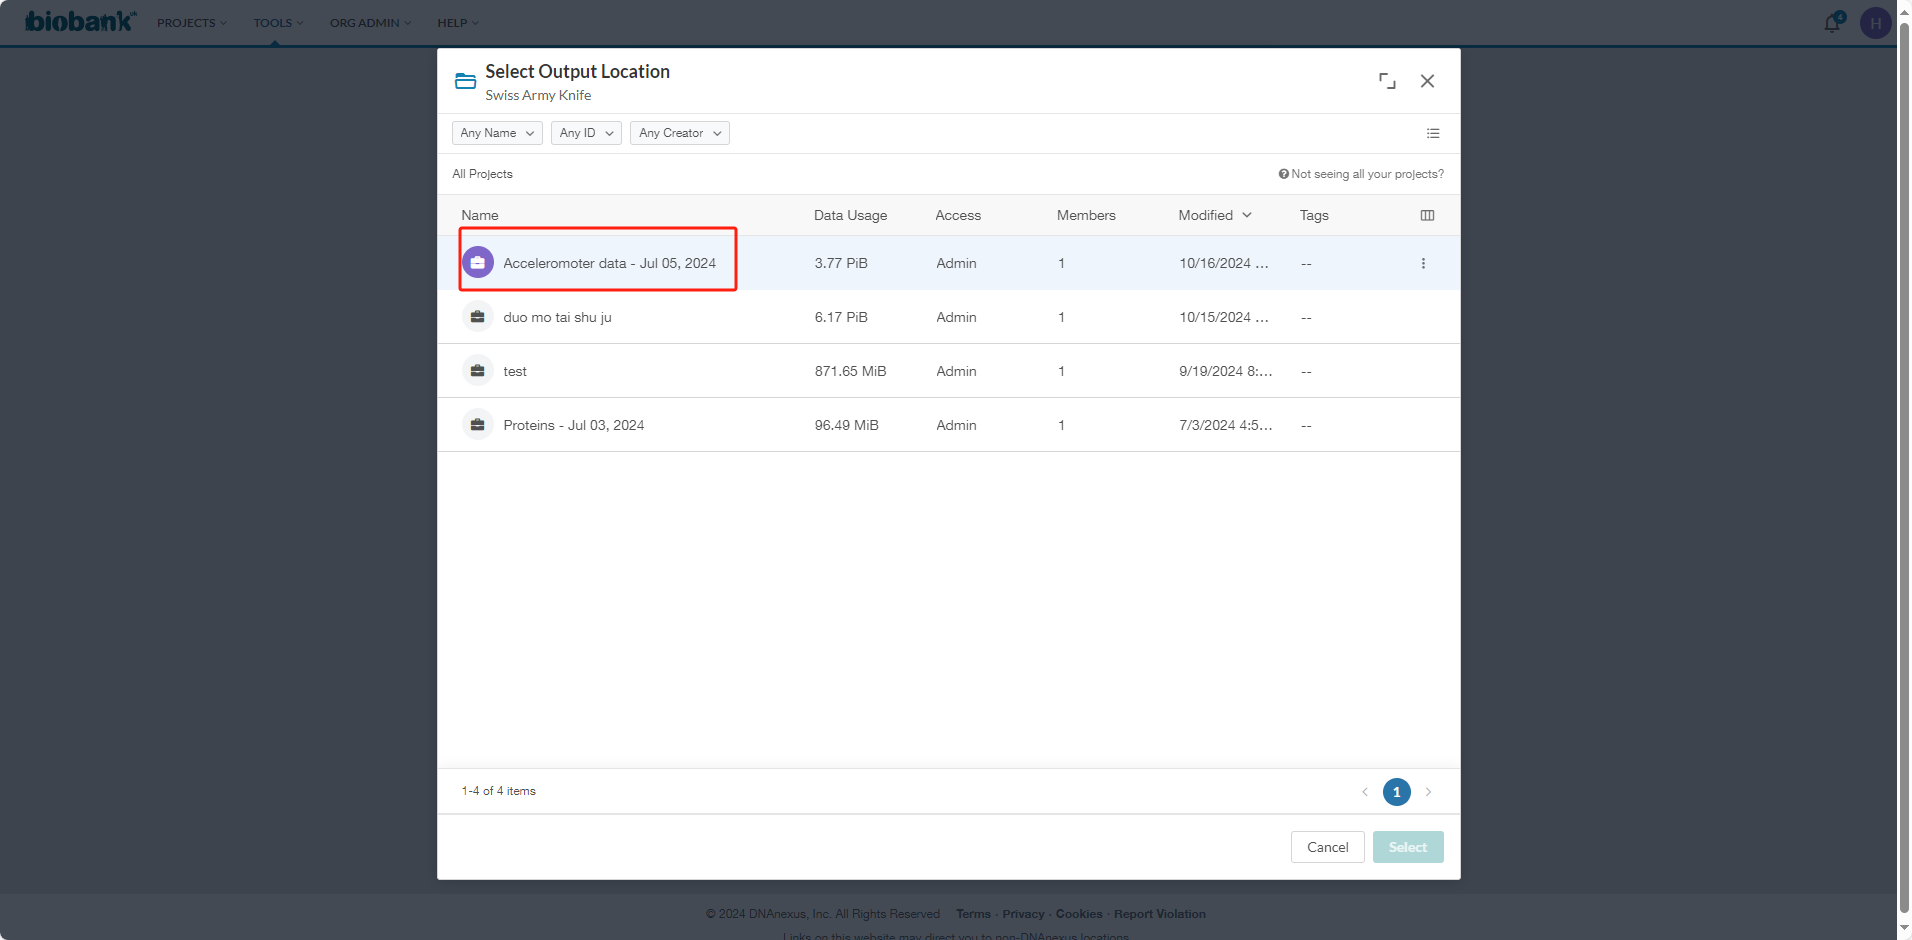 biobank uk PROJECTS TOOLS ORG ADMIN HELP 4 H
Select Output Location
Swiss Army Knife
Any Name Any ID Any Creator
All Projects Not seeing all your projects?
Name Data Usage Access Members Modified Tags
Acceleromoter data - Jul 05, 2024 3.77 PiB Admin 1 10/16/2024 ... --
duo mo tai shu ju 6.17 PiB Admin 1 10/15/2024 ... --
test 871.65 MiB Admin 1 9/19/2024 8:... --
Proteins - Jul 03, 2024 96.49 MiB Admin 1 7/3/2024 4:5... --
1-4 of 4 items 1
Cancel Select
© 2024 DNAnexus, Inc. All Rights Reserved Terms · Privacy · Cookies · Report Violation
Links on this website may direct you to non-DNAnexus locations.